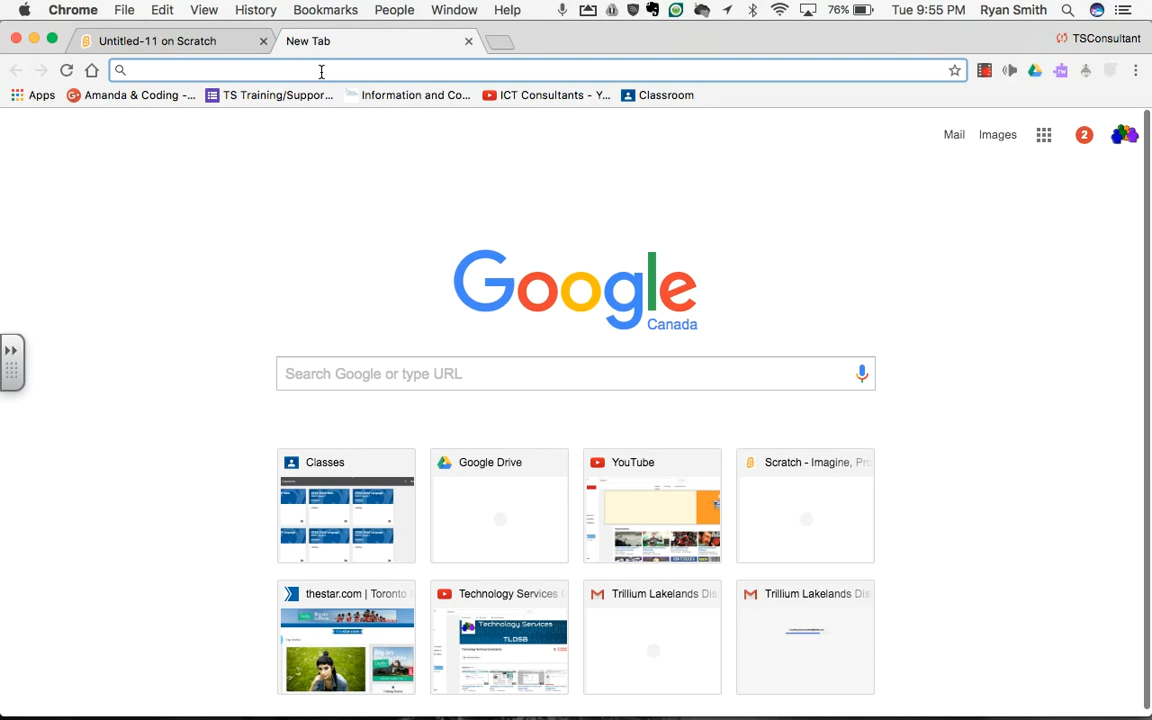 Chrome File Edit View History Bookmarks People Window Help 76% Tue 9:55 PM Ryan Smith
Untitled-11 on Scratch New Tab TSConsultant
Apps Amanda & Coding -... TS Training/Suppor... Information and Co... ICT Consultants - Y... Classroom
Mail Images 2
Google
Canada
Search Google or type URL
Classes Google Drive YouTube Scratch - Imagine, Pro
thestar.com | Toronto Technology Services Trillium Lakelands Dis Trillium Lakelands Dis
Technology Services
TLDSB